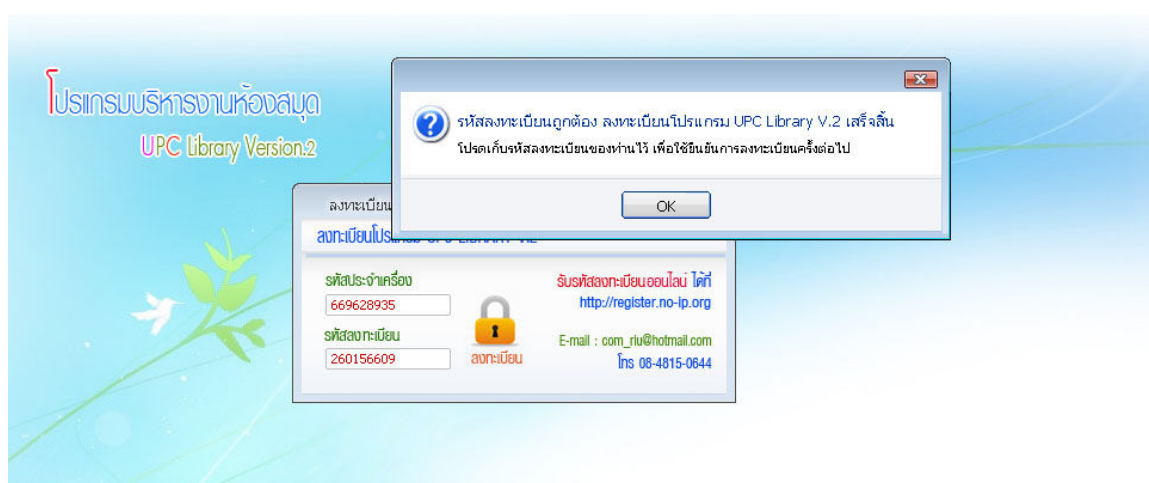 โปรแกรมบริหารงานห้องสมุด
UPC Library Version.2
รหัสลงทะเบียนถูกต้อง ลงทะเบียนโปรแกรม UPC Library V.2 เสร็จสิ้น
โปรดเก็บรหัสลงทะเบียนของท่านไว้ เพื่อใช้ยืนยันการลงทะเบียนครั้งต่อไป
OK
ลงทะเบียน
รหัสประจำเครื่อง
669628935
รหัสลงทะเบียน
260156609
ลงทะเบียน
รับรหัสลงทะเบียนออนไลน์ ได้ที่
http://register.no-ip.org
E-mail : com_riu@hotmail.com
โทร 08-4815-0644